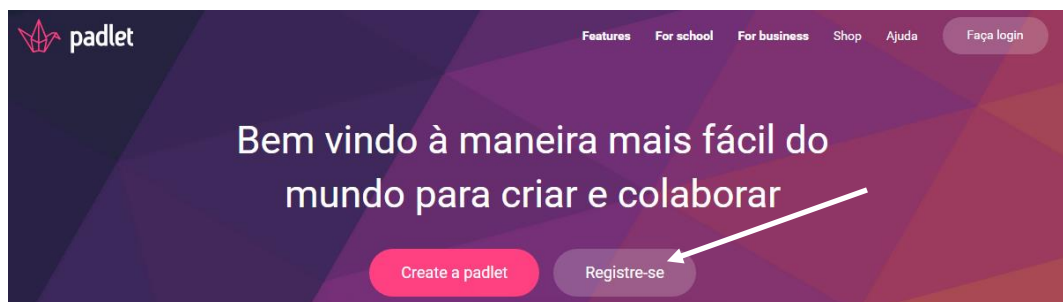 padlet
Features For school For business Shop Ajuda Faça login
Bem vindo à maneira mais fácil do
mundo para criar e colaborar
Create a padlet Registre-se